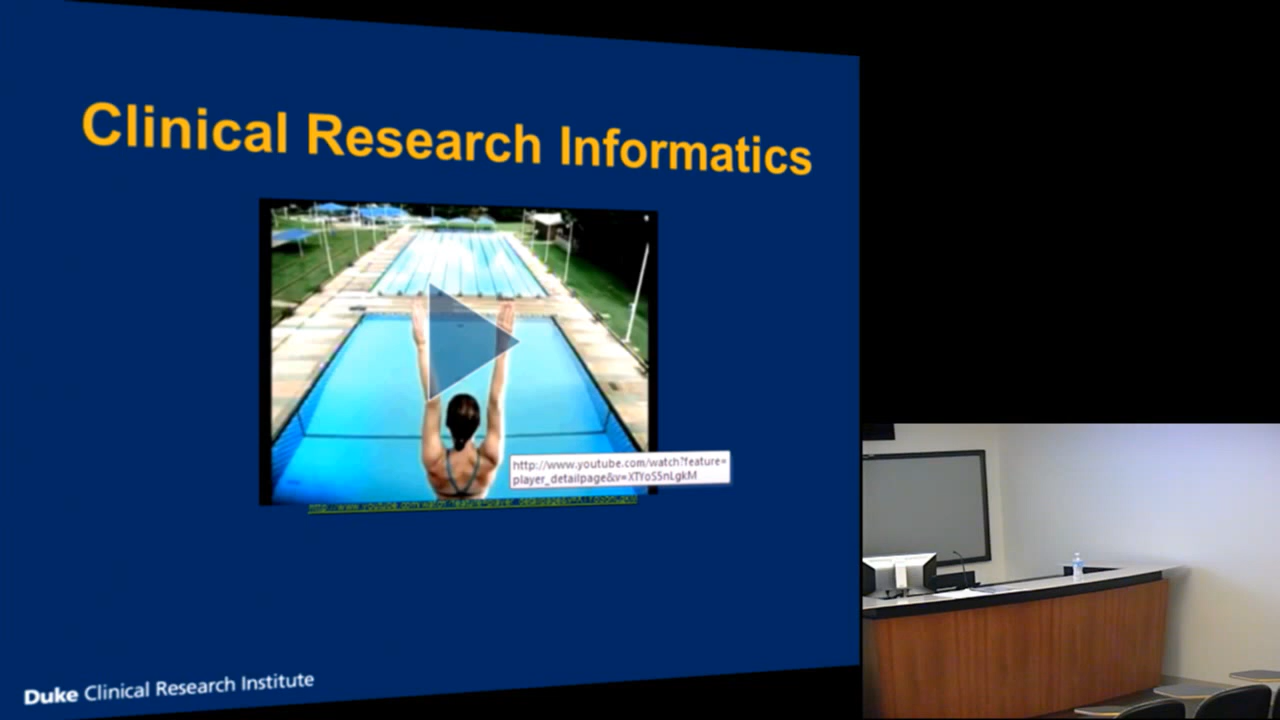 Clinical Research Informatics
http://www.youtube.com/watch?feature=
player_detailpage&v=XTYoS5nLgkM
Duke Clinical Research Institute